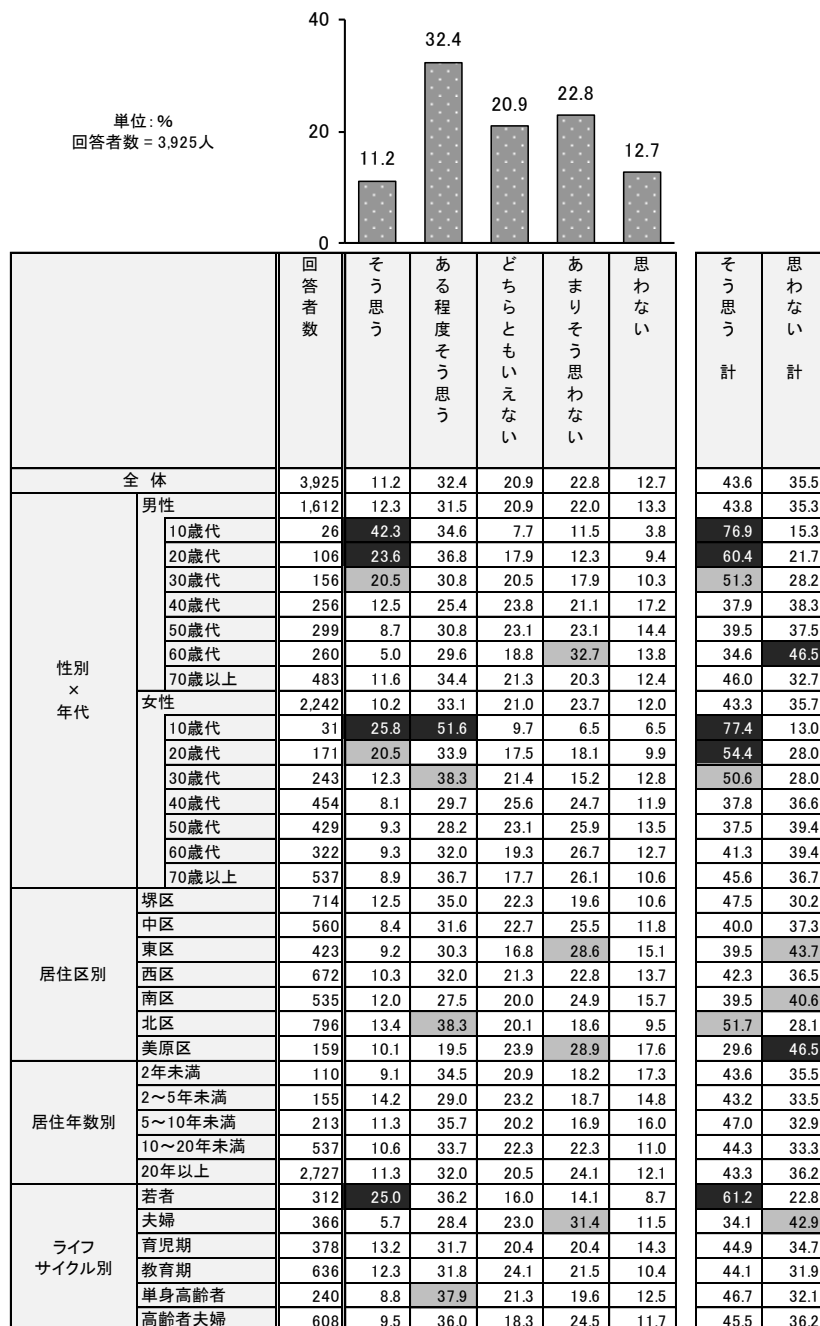 40
20
0
単位：％
回答者数 = 3,925人
11.2
32.4
20.9
22.8
12.7
回答者数 そう思う ある程度そう思う どちらともいえない あまりそう思わない 思わない そう思う 計 思わない 計
全 体 3,925 11.2 32.4 20.9 22.8 12.7 43.6 35.5
性別×年代
男性 1,612 12.3 31.5 20.9 22.0 13.3 43.8 35.3
10歳代 26 42.3 34.6 7.7 11.5 3.8 76.9 15.3
20歳代 106 23.6 36.8 17.9 12.3 9.4 60.4 21.7
30歳代 156 20.5 30.8 20.5 17.9 10.3 51.3 28.2
40歳代 256 12.5 25.4 23.8 21.1 17.2 37.9 38.3
50歳代 299 8.7 30.8 23.1 23.1 14.4 39.5 37.5
60歳代 260 5.0 29.6 18.8 32.7 13.8 34.6 46.5
70歳以上 483 11.6 34.4 21.3 20.3 12.4 46.0 32.7
女性 2,242 10.2 33.1 21.0 23.7 12.0 43.3 35.7
10歳代 31 25.8 51.6 9.7 6.5 6.5 77.4 13.0
20歳代 171 20.5 33.9 17.5 18.1 9.9 54.4 28.0
30歳代 243 12.3 38.3 21.4 15.2 12.8 50.6 28.0
40歳代 454 8.1 29.7 25.6 24.7 11.9 37.8 36.6
50歳代 429 9.3 28.2 23.1 25.9 13.5 37.5 39.4
60歳代 322 9.3 32.0 19.3 26.7 12.7 41.3 39.4
70歳以上 537 8.9 36.7 17.7 26.1 10.6 45.6 36.7
居住区別
堺区 714 12.5 35.0 22.3 19.6 10.6 47.5 30.2
中区 560 8.4 31.6 22.7 25.5 11.8 40.0 37.3
東区 423 9.2 30.3 16.8 28.6 15.1 39.5 43.7
西区 672 10.3 32.0 21.3 22.8 13.7 42.3 36.5
南区 535 12.0 27.5 20.0 24.9 15.7 39.5 40.6
北区 796 13.4 38.3 20.1 18.6 9.5 51.7 28.1
美原区 159 10.1 19.5 23.9 28.9 17.6 29.6 46.5
居住年数別
2年未満 110 9.1 34.5 20.9 18.2 17.3 43.6 35.5
2～5年未満 155 14.2 29.0 23.2 18.7 14.8 43.2 33.5
5～10年未満 213 11.3 35.7 20.2 16.9 16.0 47.0 32.9
10～20年未満 537 10.6 33.7 22.3 22.3 11.0 44.3 33.3
20年以上 2,727 11.3 32.0 20.5 24.1 12.1 43.3 36.2
ライフサイクル別
若者 312 25.0 36.2 16.0 14.1 8.7 61.2 22.8
夫婦 366 5.7 28.4 23.0 31.4 11.5 34.1 42.9
育児期 378 13.2 31.7 20.4 20.4 14.3 44.9 34.7
教育期 636 12.3 31.8 24.1 21.5 10.4 44.1 31.9
単身高齢者 240 8.8 37.9 21.3 19.6 12.5 46.7 32.1
高齢者夫婦 608 9.5 36.0 18.3 24.5 11.7 45.5 36.2